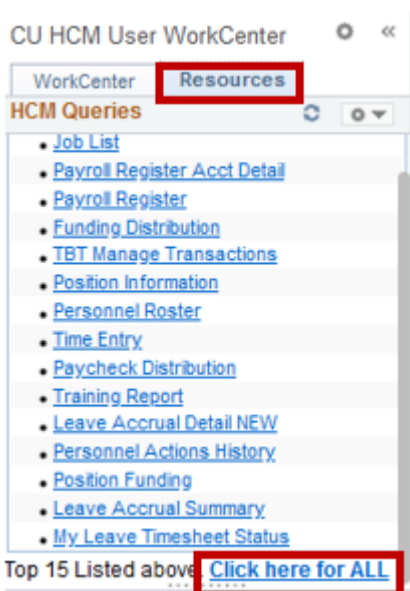 CU HCM User WorkCenter
WorkCenter Resources
HCM Queries
Job List
Payroll Register Acct Detail
Payroll Register
Funding Distribution
TBT Manage Transactions
Position Information
Personnel Roster
Time Entry
Paycheck Distribution
Training Report
Leave Accrual Detail NEW
Personnel Actions History
Position Funding
Leave Accrual Summary
My Leave Timesheet Status
Top 15 Listed above. Click here for ALL